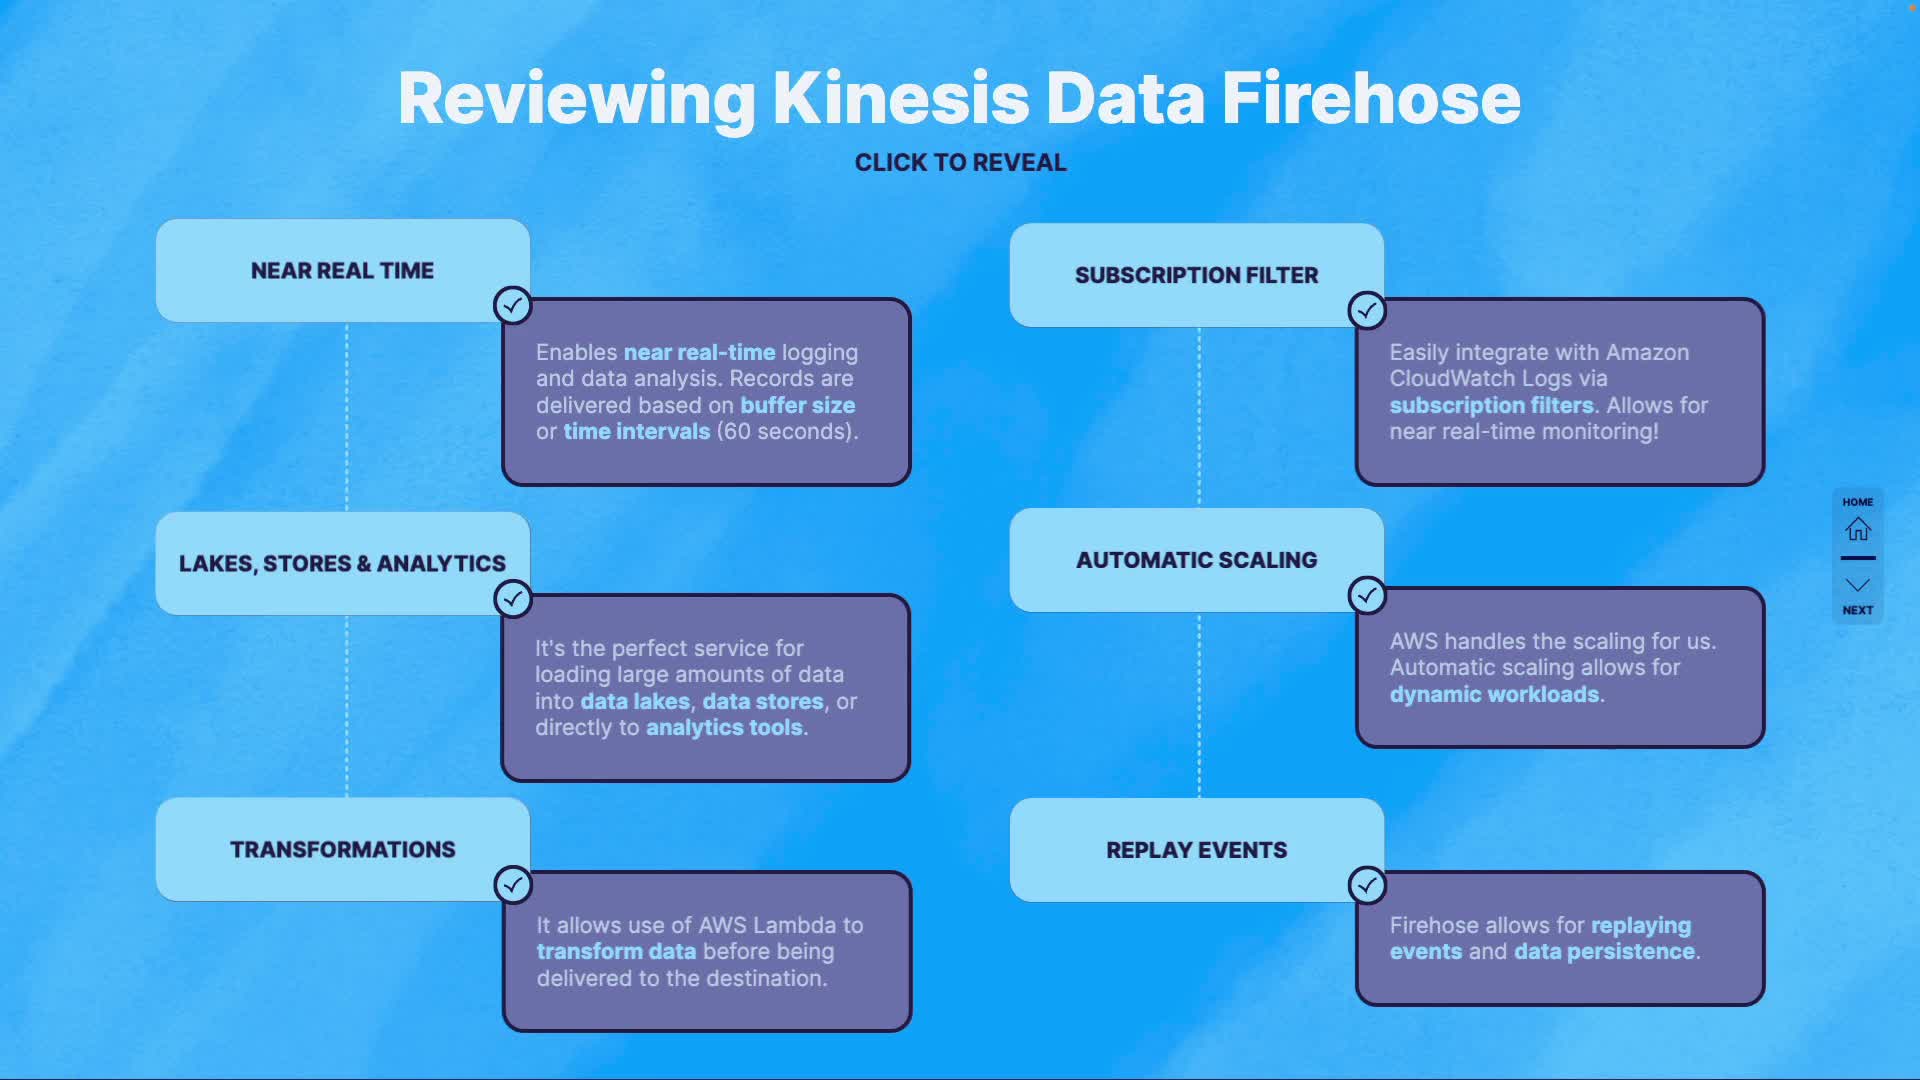 Reviewing Kinesis Data Firehose
CLICK TO REVEAL
NEAR REAL TIME
Enables near real-time logging
and data analysis. Records are
delivered based on buffer size
or time intervals (60 seconds).
LAKES, STORES & ANALYTICS
It's the perfect service for
loading large amounts of data
into data lakes, data stores, or
directly to analytics tools.
TRANSFORMATIONS
It allows use of AWS Lambda to
transform data before being
delivered to the destination.
SUBSCRIPTION FILTER
Easily integrate with Amazon
CloudWatch Logs via
subscription filters. Allows for
near real-time monitoring!
AUTOMATIC SCALING
AWS handles the scaling for us.
Automatic scaling allows for
dynamic workloads.
REPLAY EVENTS
Firehose allows for replaying
events and data persistence.
HOME
NEXT